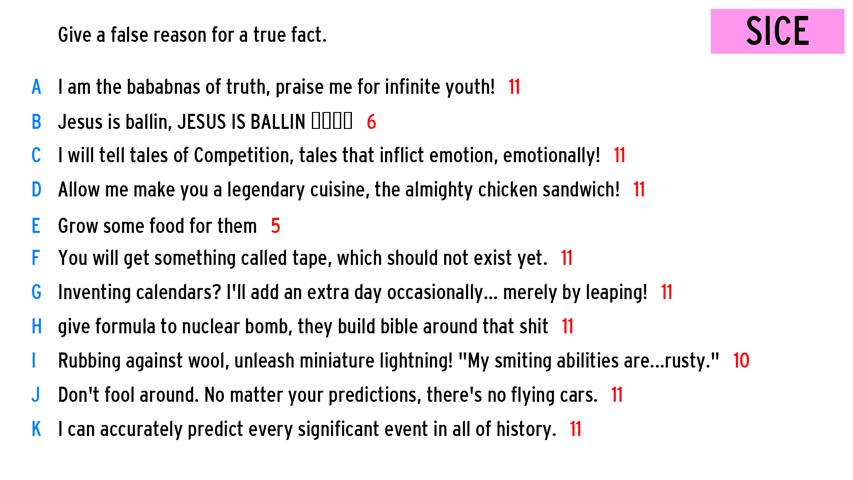 Give a false reason for a true fact.
SICE
A I am the bababnas of truth, praise me for infinite youth! 11
B Jesus is ballin, JESUS IS BALLIN 6
C I will tell tales of Competition, tales that inflict emotion, emotionally! 11
D Allow me make you a legendary cuisine, the almighty chicken sandwich! 11
E Grow some food for them 5
F You will get something called tape, which should not exist yet. 11
G Inventing calendars? I'll add an extra day occasionally... merely by leaping! 11
H give formula to nuclear bomb, they build bible around that shit 11
I Rubbing against wool, unleash miniature lightning! "My smiting abilities are...rusty." 10
J Don't fool around. No matter your predictions, there's no flying cars. 11
K I can accurately predict every significant event in all of history. 11